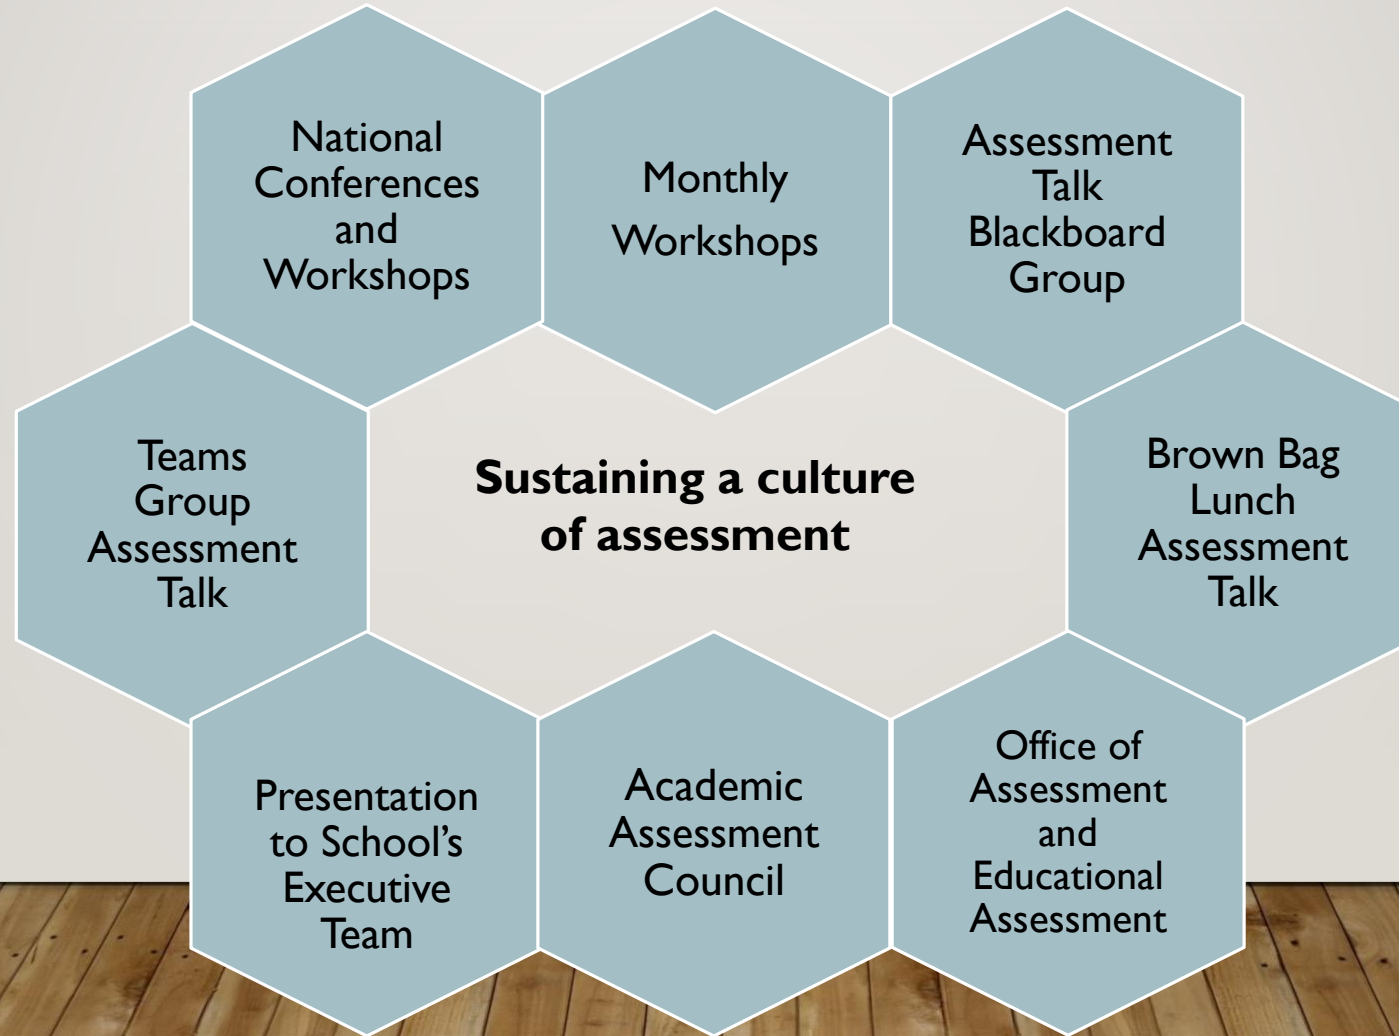 National
Conferences
and
Workshops
Monthly
Workshops
Assessment
Talk
Blackboard
Group
Teams
Group
Assessment
Talk
Sustaining a culture
of assessment
Brown Bag
Lunch
Assessment
Talk
Presentation
to School’s
Executive
Team
Academic
Assessment
Council
Office of
Assessment
and
Educational
Assessment